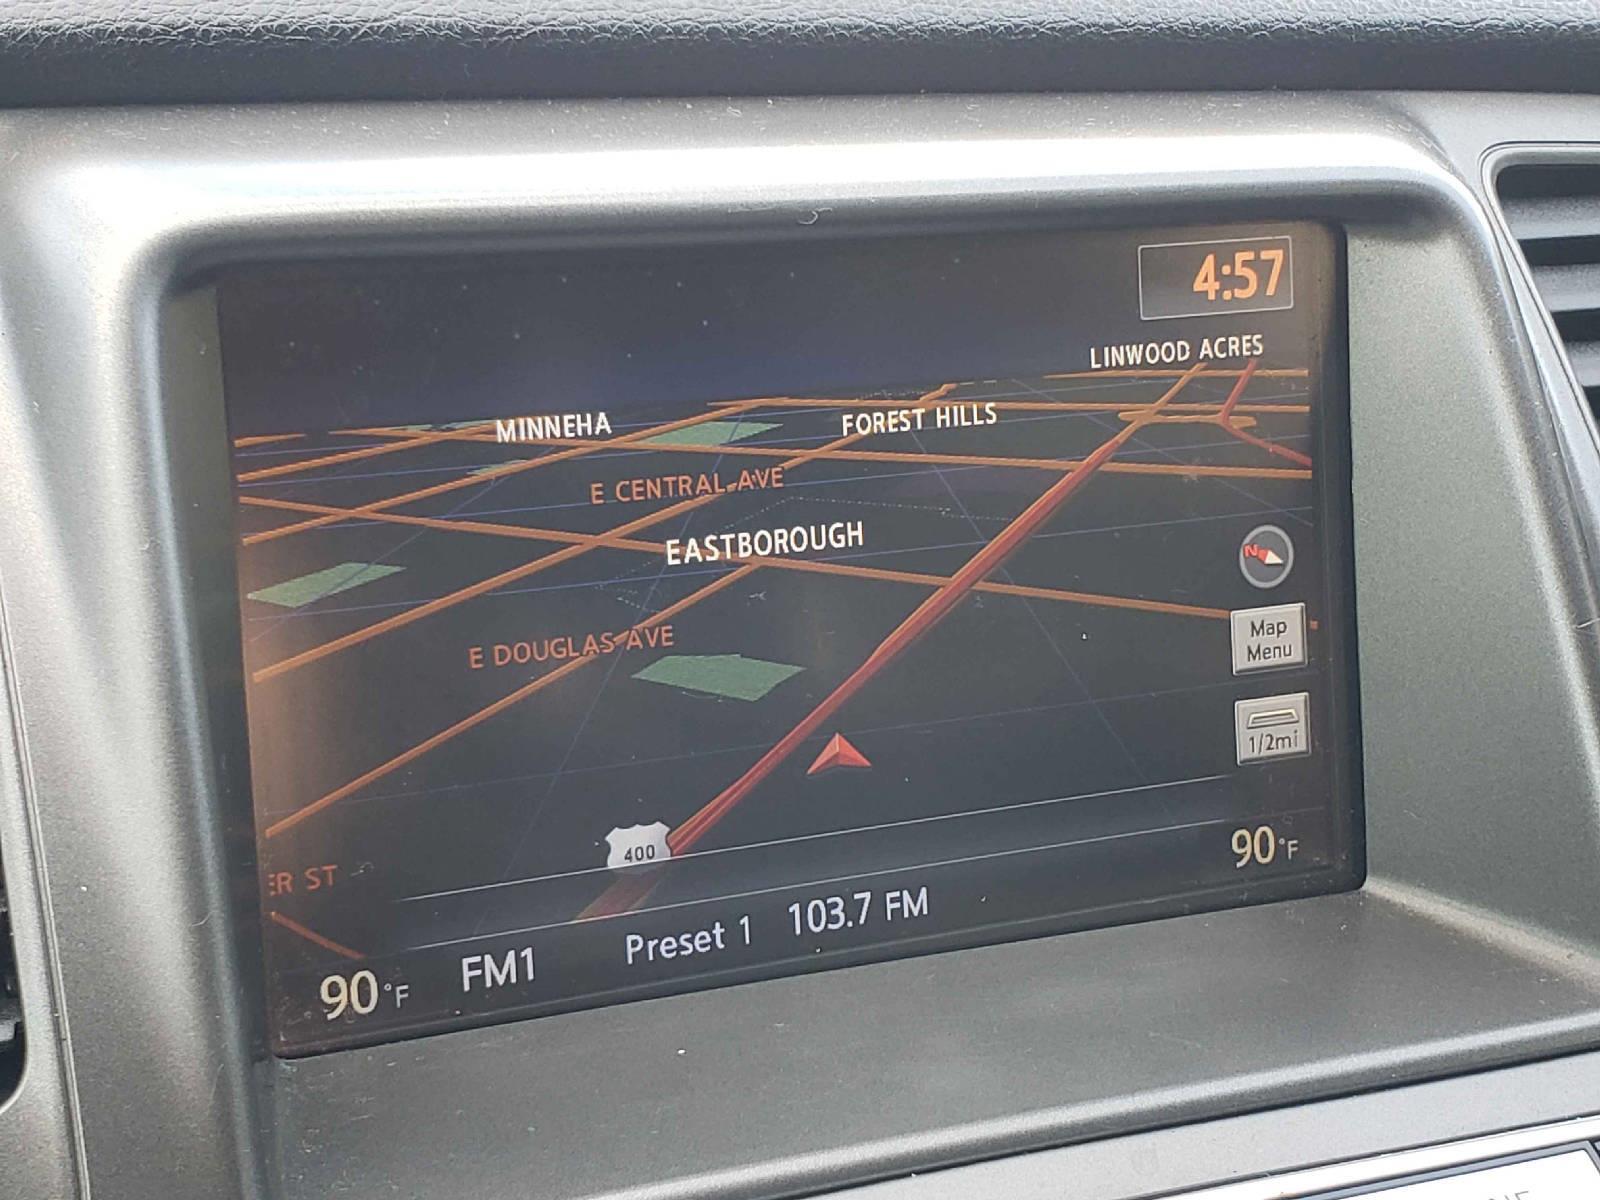 4:57
LINWOOD ACRES
MINNEHA
FOREST HILLS
E CENTRAL AVE
EASTBOROUGH
N
E DOUGLAS AVE
Map
Menu
1/2mi
400
ER ST
90°F
90°F
FM1
Preset 1
103.7 FM